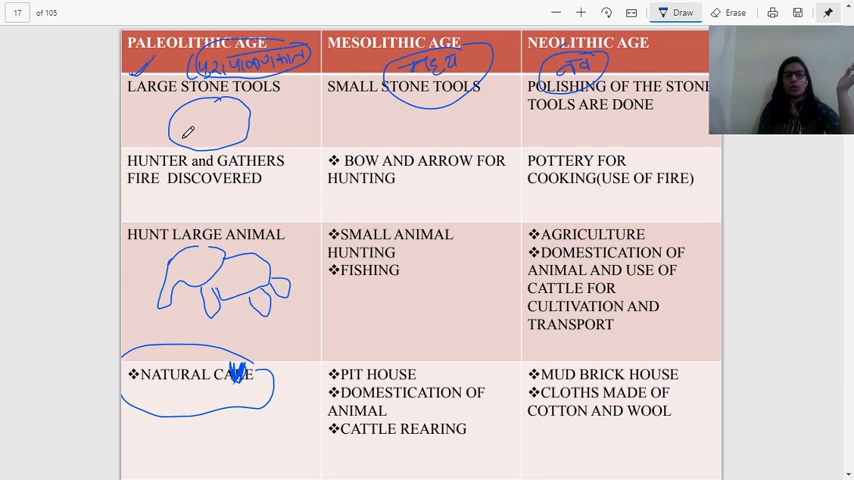 17 of 105
Draw
Erase
PALEOLITHIC AGE
MESOLITHIC AGE
NEOLITHIC AGE
मध्य
नव
LARGE STONE TOOLS
SMALL STONE TOOLS
POLISHING OF THE STONE
TOOLS ARE DONE
HUNTER and GATHERS
FIRE DISCOVERED
❖ BOW AND ARROW FOR
HUNTING
POTTERY FOR
COOKING(USE OF FIRE)
HUNT LARGE ANIMAL
❖SMALL ANIMAL
HUNTING
❖FISHING
❖AGRICULTURE
❖DOMESTICATION OF
ANIMAL AND USE OF
CATTLE FOR
CULTIVATION AND
TRANSPORT
❖NATURAL CAVE
❖PIT HOUSE
❖DOMESTICATION OF
ANIMAL
❖CATTLE REARING
❖MUD BRICK HOUSE
❖CLOTHS MADE OF
COTTON AND WOOL